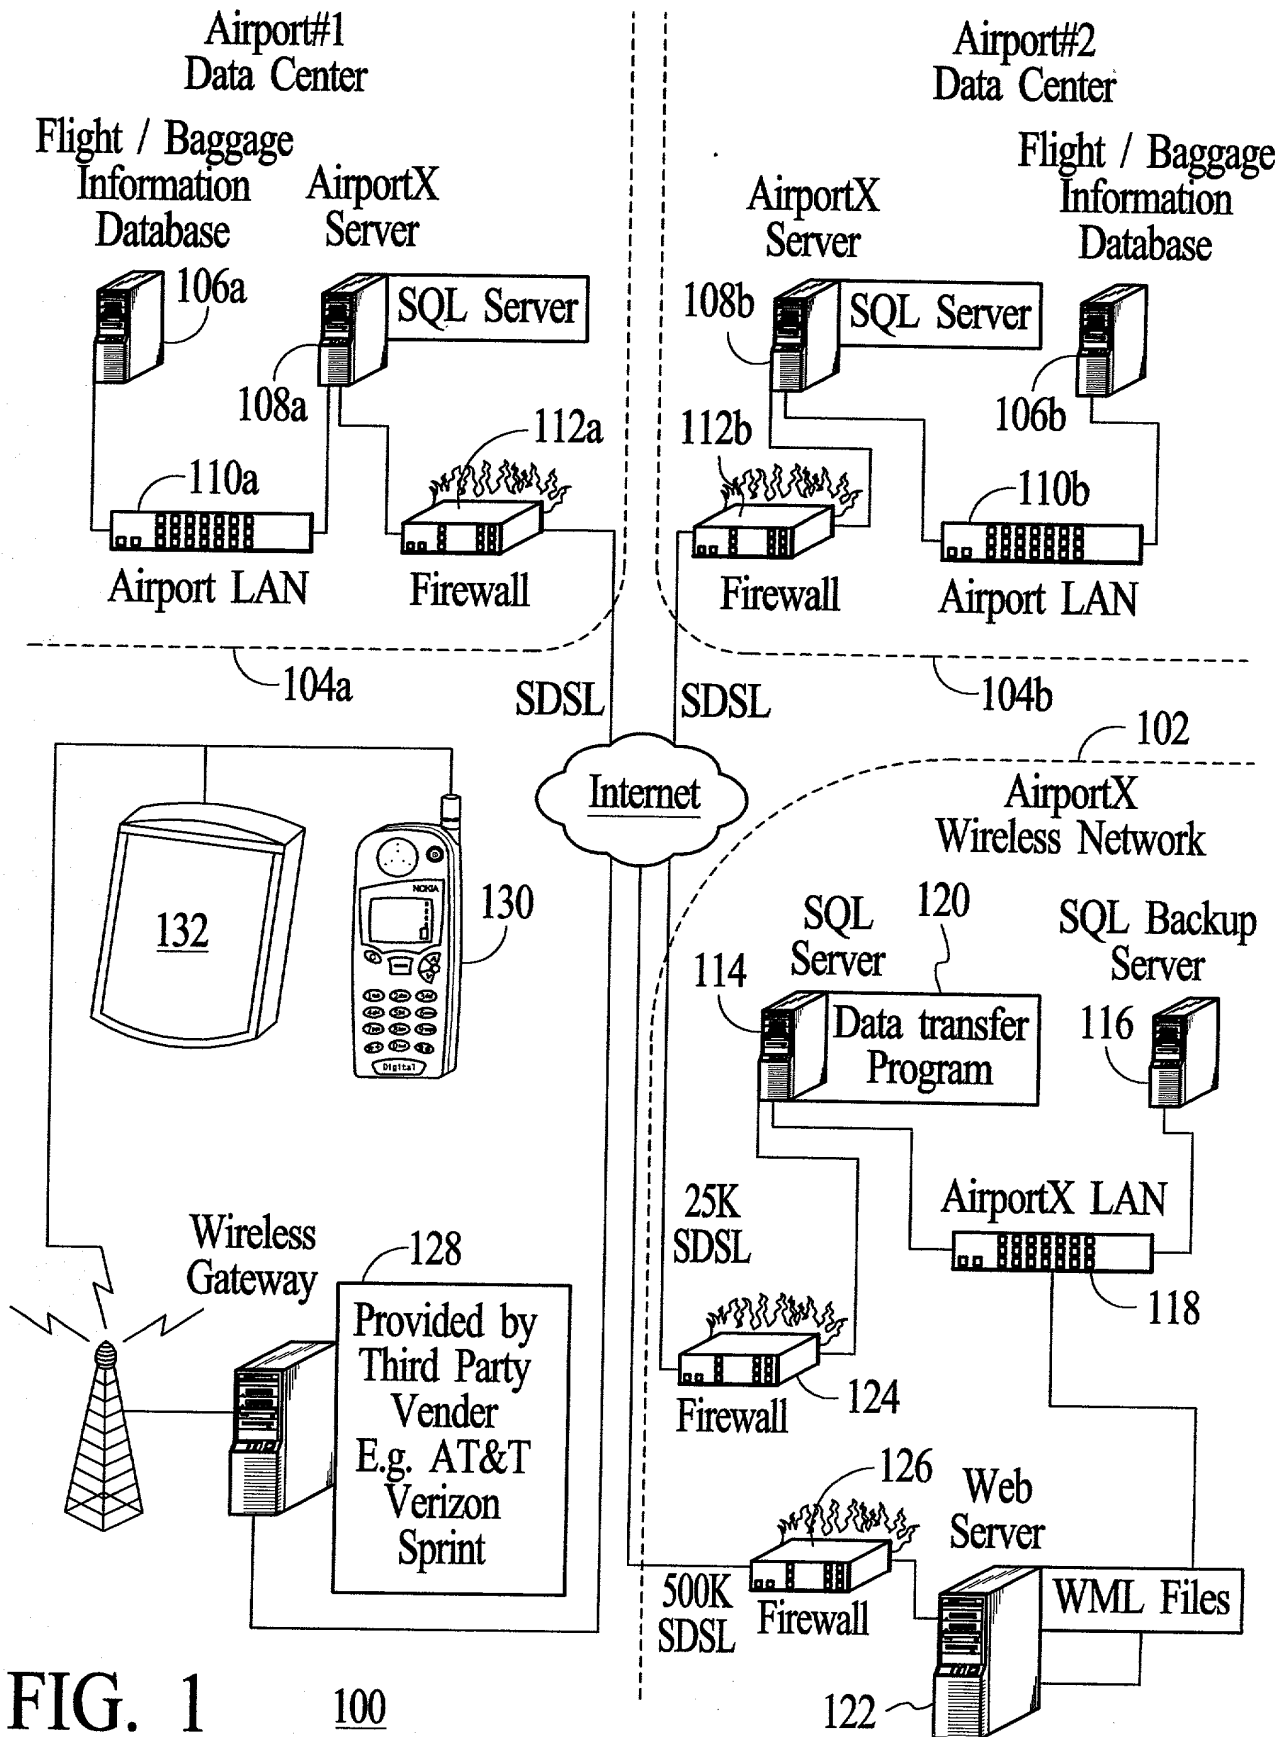 Airport#1
Data Center
Flight / Baggage
Information
Database
AirportX
Server
106a
SQL Server
108a
112a
110a
Airport LAN
Firewall
104a
SDSL
Airport#2
Data Center
AirportX
Server
Flight / Baggage
Information
Database
108b
SQL Server
106b
112b
110b
Firewall
Airport LAN
104b
SDSL
Internet
102
AirportX
Wireless Network
132
NOKIA
Digital
130
SQL
Server
120
SQL Backup
Server
114
Data transfer
Program
116
25K
SDSL
AirportX LAN
118
Firewall
124
Wireless
Gateway
128
Provided by
Third Party
Vender
E.g. AT&T
Verizon
Sprint
126
Web
Server
500K
SDSL
Firewall
WML Files
122
FIG. 1
100